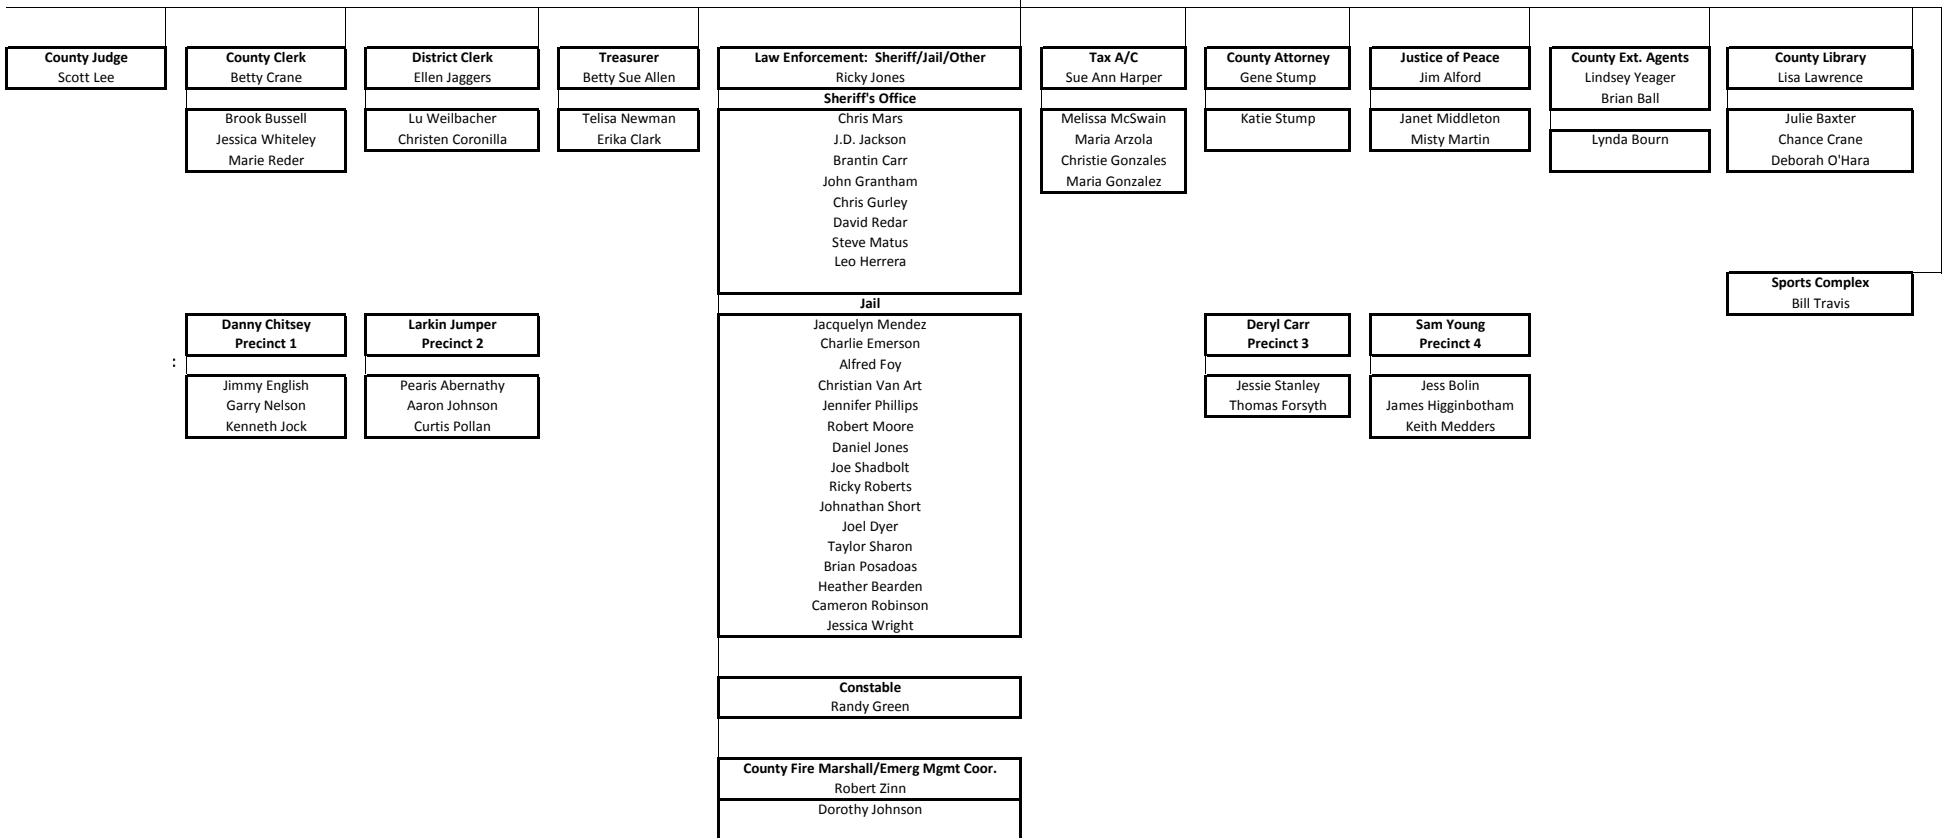 County Judge
Scott Lee
County Clerk
Betty Crane
Brook Bussell
Jessica Whiteley
Marie Reder
District Clerk
Ellen Jaggers
Lu Weilbacher
Christen Coronilla
Treasurer
Betty Sue Allen
Telisa Newman
Erika Clark
Law Enforcement: Sheriff/Jail/Other
Ricky Jones
Sheriff's Office
Chris Mars
J.D. Jackson
Brantin Carr
John Grantham
Chris Gurley
David Redar
Steve Matus
Leo Herrera
Jail
Jacquelyn Mendez
Charlie Emerson
Alfred Foy
Christian Van Art
Jennifer Phillips
Robert Moore
Daniel Jones
Joe Shadbolt
Ricky Roberts
Johnathan Short
Joel Dyer
Taylor Sharon
Brian Posadoas
Heather Bearden
Cameron Robinson
Jessica Wright
Constable
Randy Green
County Fire Marshall/Emerg Mgmt Coor.
Robert Zinn
Dorothy Johnson
Tax A/C
Sue Ann Harper
Melissa McSwain
Maria Arzola
Christie Gonzales
Maria Gonzalez
County Attorney
Gene Stump
Katie Stump
Justice of Peace
Jim Alford
Janet Middleton
Misty Martin
County Ext. Agents
Lindsey Yeager
Brian Ball
Lynda Bourn
County Library
Lisa Lawrence
Julie Baxter
Chance Crane
Deborah O'Hara
Sports Complex
Bill Travis
:
Danny Chitsey
Precinct 1
Jimmy English
Garry Nelson
Kenneth Jock
Larkin Jumper
Precinct 2
Pearis Abernathy
Aaron Johnson
Curtis Pollan
Deryl Carr
Precinct 3
Jessie Stanley
Thomas Forsyth
Sam Young
Precinct 4
Jess Bolin
James Higginbotham
Keith Medders